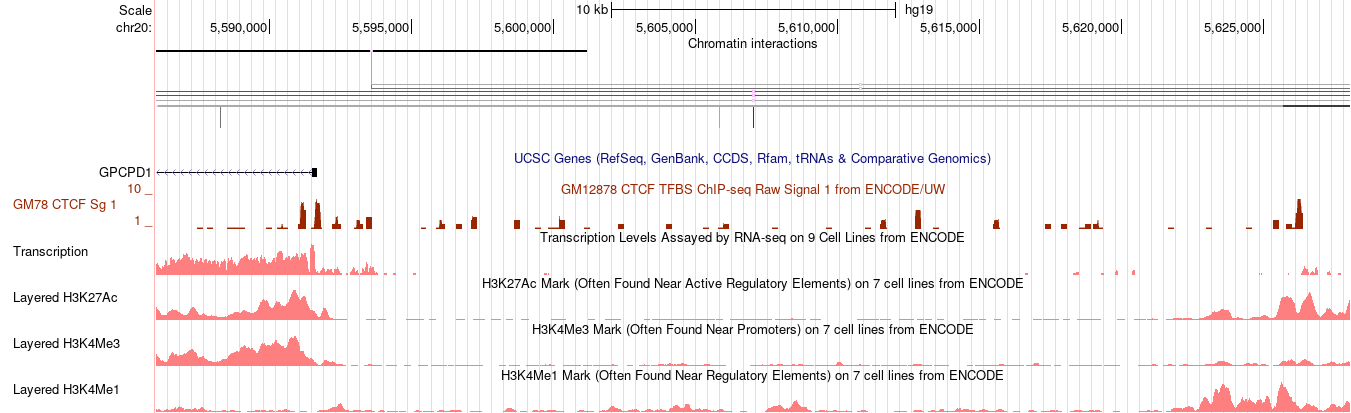 Scale 10 kb hg19
chr20: 5,590,000 5,595,000 5,600,000 5,605,000 5,610,000 5,615,000 5,620,000 5,625,000
Chromatin interactions
UCSC Genes (RefSeq, GenBank, CCDS, Rfam, tRNAs & Comparative Genomics)
GPCPD1
GM12878 CTCF TFBS ChIP-seq Raw Signal 1 from ENCODE/UW
10 _
GM78 CTCF Sg 1
1 _
Transcription Levels Assayed by RNA-seq on 9 Cell Lines from ENCODE
Transcription
H3K27Ac Mark (Often Found Near Active Regulatory Elements) on 7 cell lines from ENCODE
Layered H3K27Ac
H3K4Me3 Mark (Often Found Near Promoters) on 7 cell lines from ENCODE
Layered H3K4Me3
H3K4Me1 Mark (Often Found Near Regulatory Elements) on 7 cell lines from ENCODE
Layered H3K4Me1